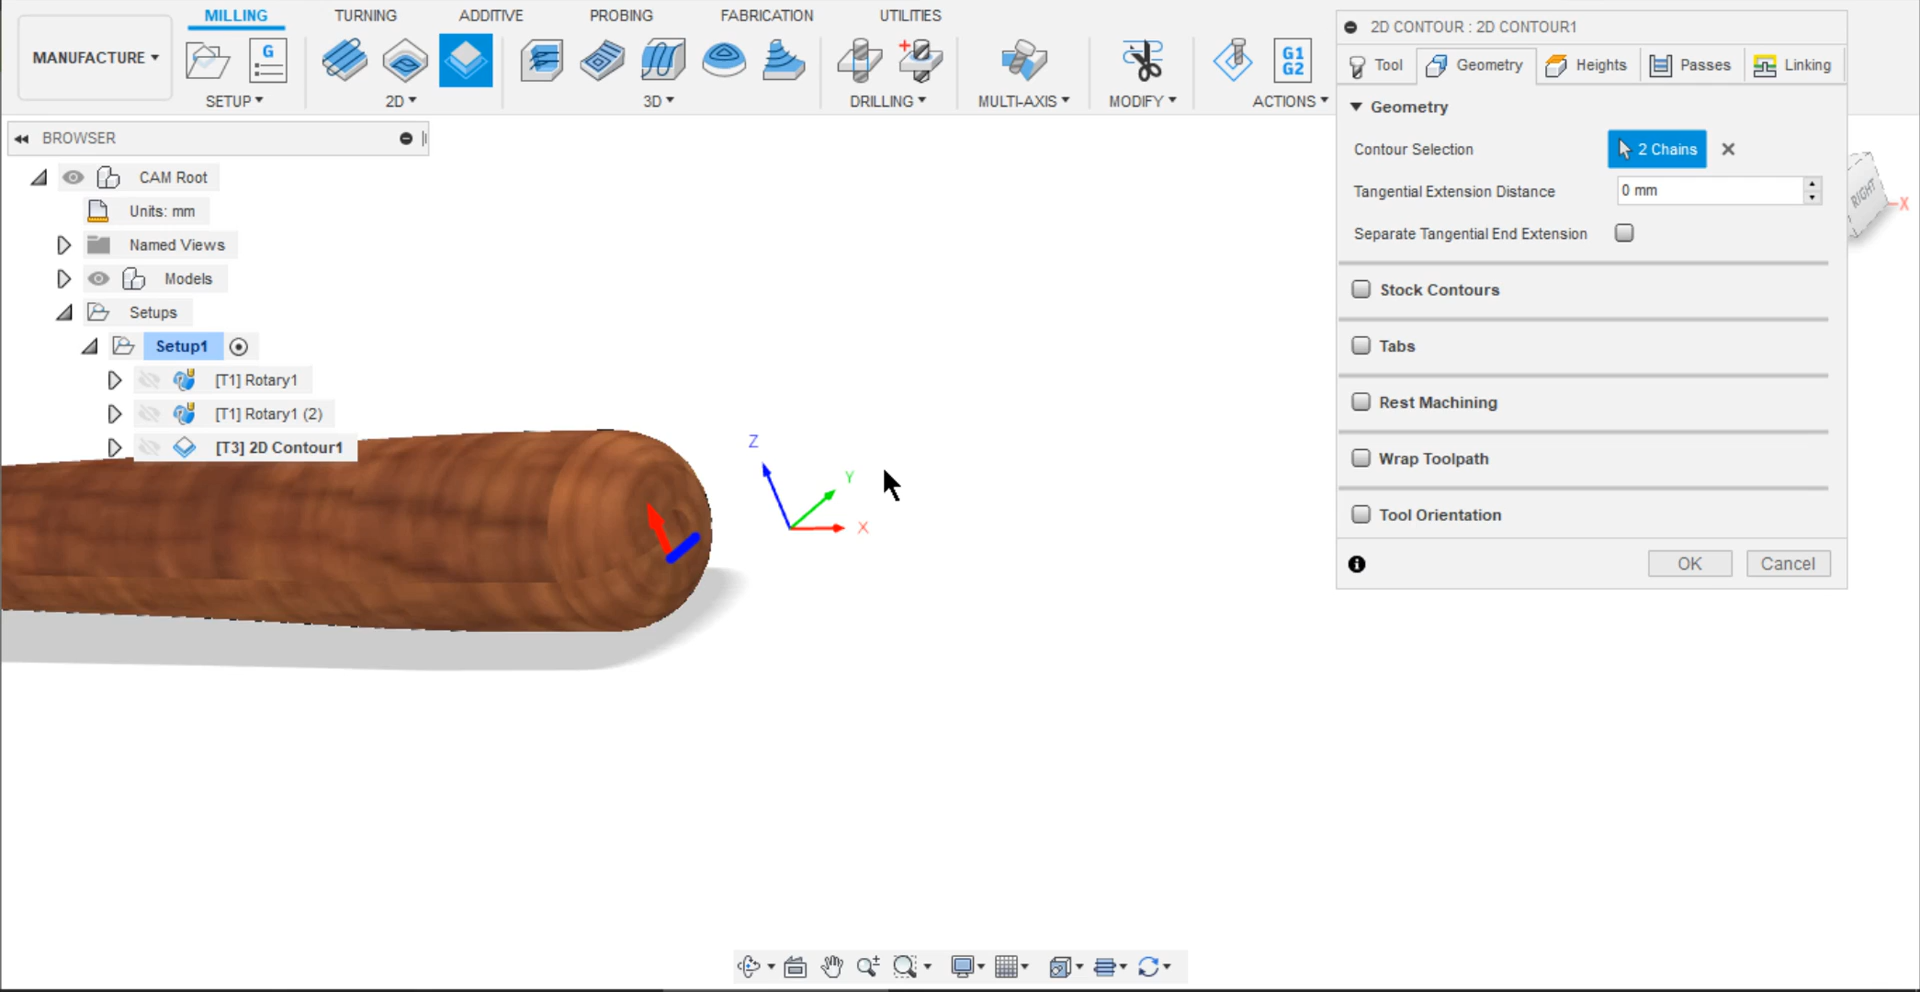 MILLING TURNING ADDITIVE PROBING FABRICATION UTILITIES
MANUFACTURE
G
G1
G2
SETUP 2D 3D DRILLING MULTI-AXIS MODIFY ACTIONS
BROWSER
CAM Root
Units: mm
Named Views
Models
Setups
Setup1
[T1] Rotary1
[T1] Rotary1 (2)
[T3] 2D Contour1
Z
Y
X
2D CONTOUR : 2D CONTOUR1
Tool Geometry Heights Passes Linking
Geometry
Contour Selection 2 Chains
Tangential Extension Distance 0 mm
Separate Tangential End Extension
Stock Contours
Tabs
Rest Machining
Wrap Toolpath
Tool Orientation
OK Cancel
RIGHT
X